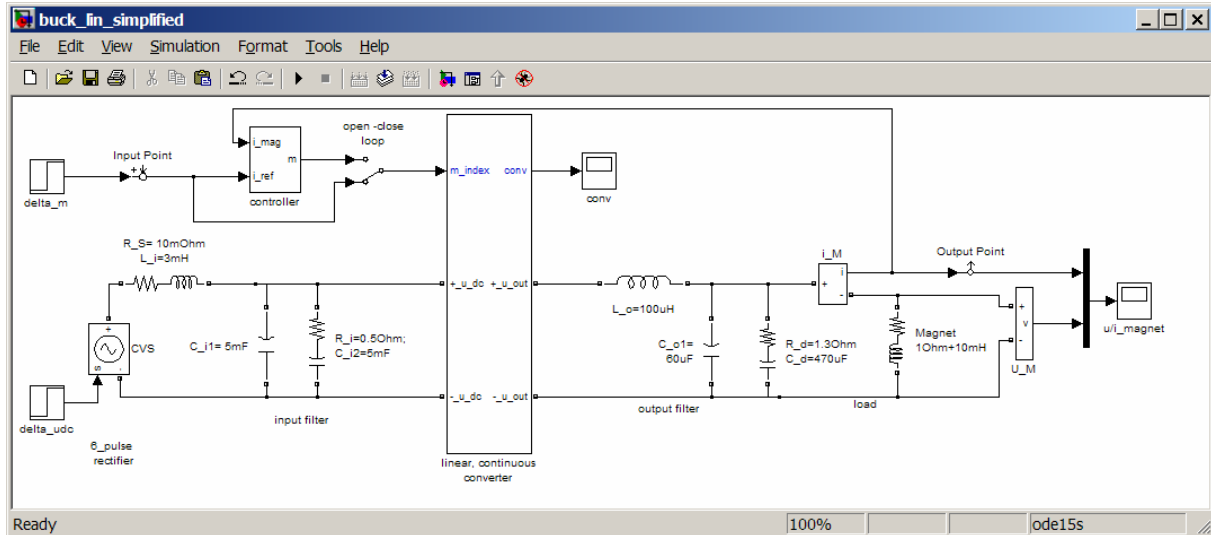 buck_lin_simplified
File Edit View Simulation Format Tools Help
open -close
loop
Input Point
+
i_mag
m
i_ref
controller
delta_m
m_index conv
conv
R_S= 10mOhm
L_i=3mH
+_u_dc +_u_out
-_u_dc -_u_out
linear, continuous
converter
+
CVS
s -
delta_udc
6_pulse
rectifier
C_i1= 5mF
R_i=0.5Ohm;
C_i2=5mF
input filter
L_o=100uH
C_o1=
60uF
R_d=1.3Ohm
C_d=470uF
output filter
i_M
i
+
-
Output Point
Magnet
1Ohm+10mH
load
+
v
-
U_M
u/i_magnet
Ready 100% ode15s